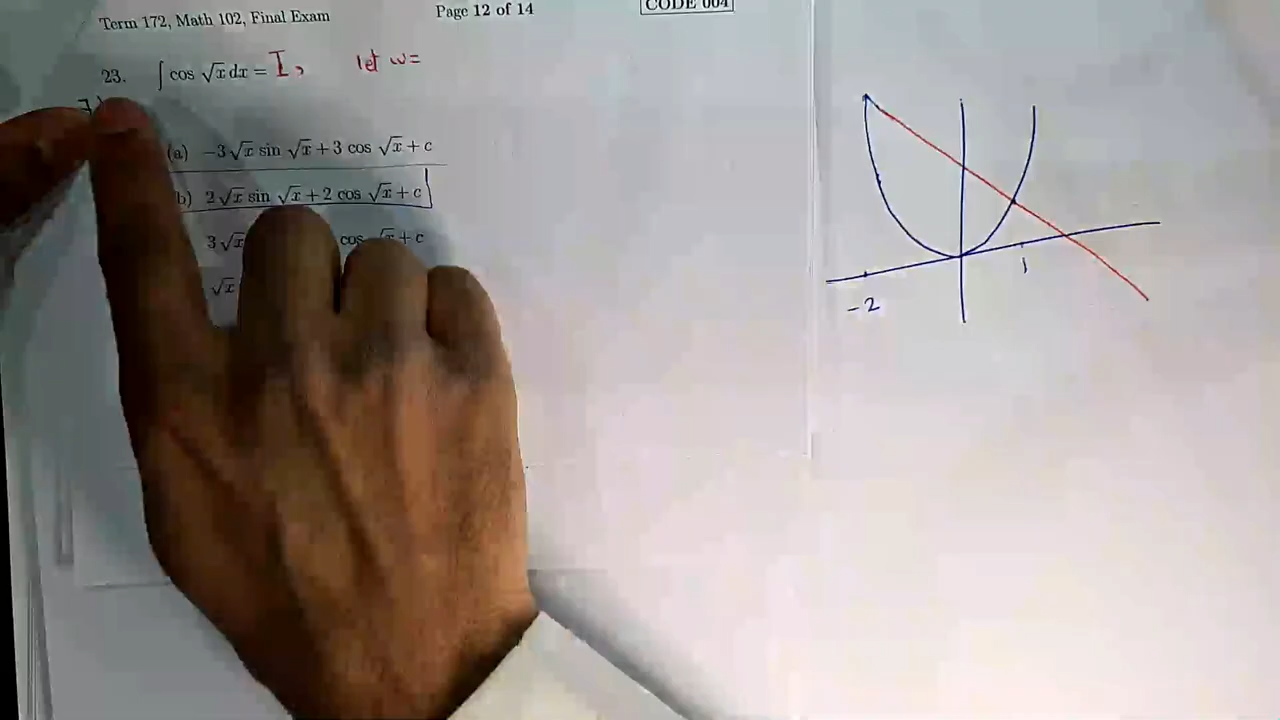 Term 172, Math 102, Final Exam Page 12 of 14 CODE 004
23. ∫ cos √x dx = I, let w=
(a) −3√x sin √x + 3 cos √x + c
b) 2√x sin √x + 2 cos √x + c
3√x cos √x + c
√x
−2
1